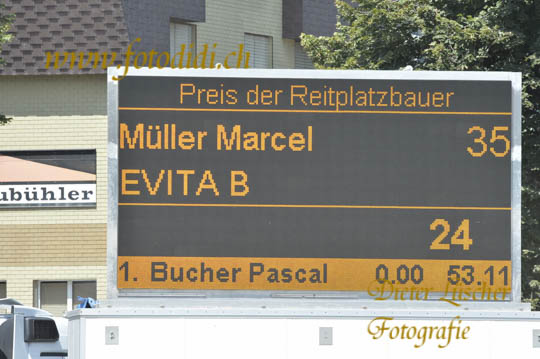 www.fotodidi.ch
Preis der Reitplatzbauer
Müller Marcel 35
EVITA B
ubühler
24
1. Bucher Pascal 0.00 53.11
Dieter Lüscher
Fotografie